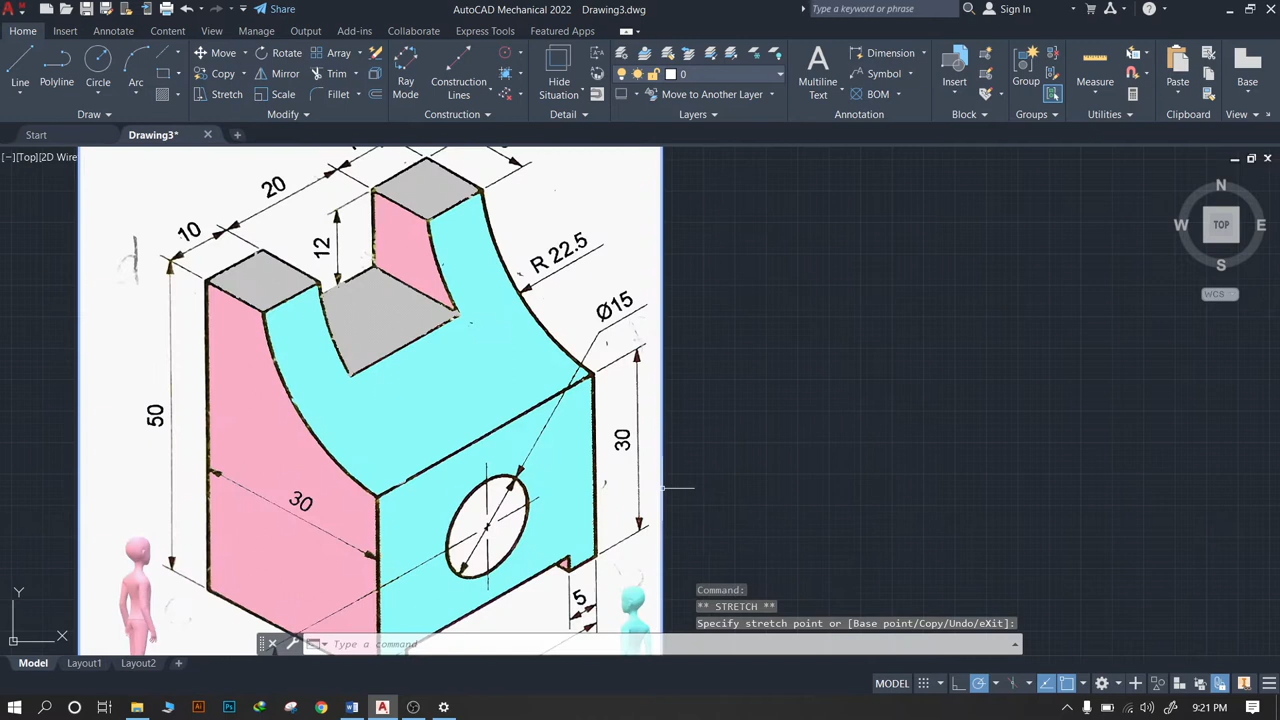 AutoCAD Mechanical 2022 Drawing3.dwg
Share
Type a keyword or phrase
Sign In
Home Insert Annotate Content View Manage Output Add-ins Collaborate Express Tools Featured Apps
Line Polyline Circle Arc
Move Rotate Array
Copy Mirror Trim
Stretch Scale Fillet
Ray
Mode
Construction
Lines
Hide
Situation
0
Move to Another Layer
Multiline
Text
Dimension
Symbol
BOM
Insert
Group
Measure
Paste
Base
Draw Modify Construction Detail Layers Annotation Block Groups Utilities Clipboard View
Start Drawing3*
[−][Top][2D Wire
N
W TOP E
S
WCS
20
10
12
R 22.5
Ø15
50
30
30
5
Y
X
Command:
** STRETCH **
Specify stretch point or [Base point/Copy/Undo/eXit]:
Type a command
Model Layout1 Layout2
MODEL
9:21 PM